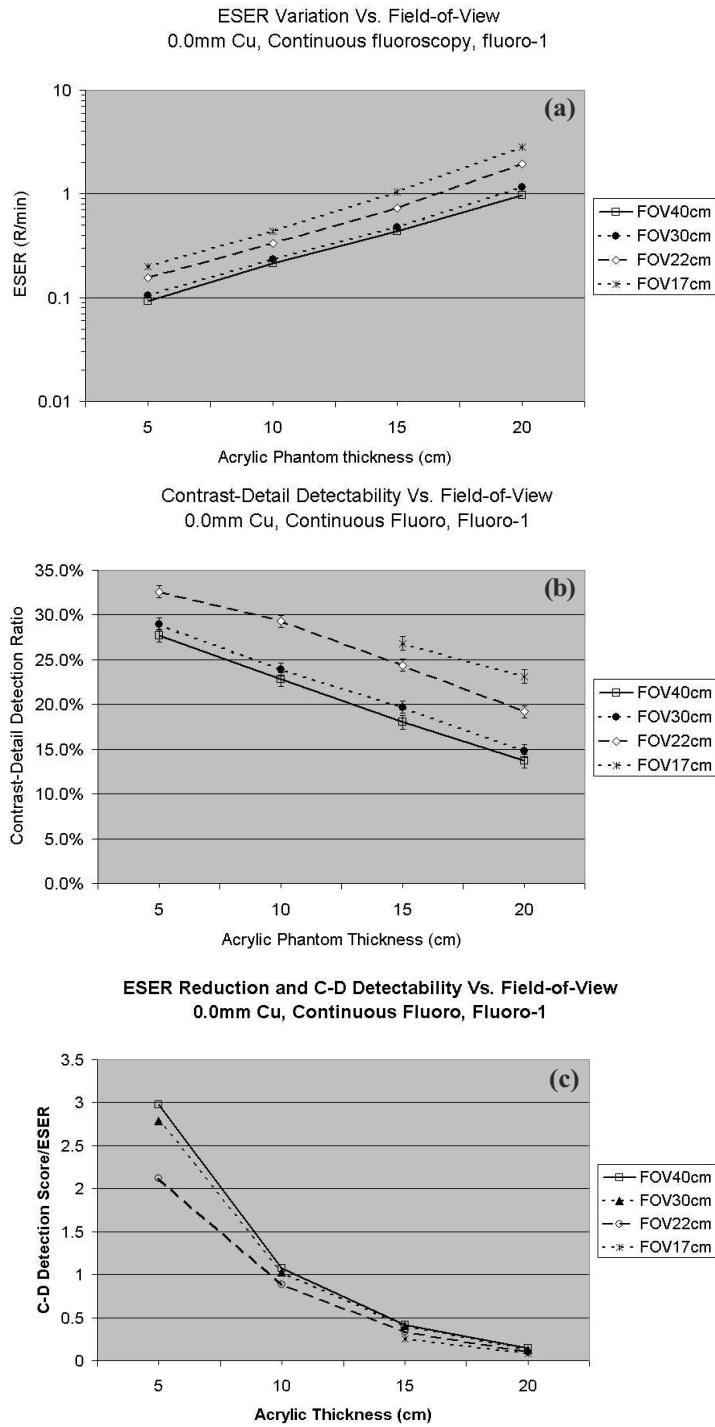 ESER Variation Vs. Field-of-View
0.0mm Cu, Continuous fluoroscopy, fluoro-1
(a)
10
1
0.1
0.01
ESER (R/min)
5 10 15 20
Acrylic Phantom thickness (cm)
FOV40cm
FOV30cm
FOV22cm
FOV17cm
Contrast-Detail Detectability Vs. Field-of-View
0.0mm Cu, Continuous Fluoro, Fluoro-1
(b)
35.0%
30.0%
25.0%
20.0%
15.0%
10.0%
5.0%
0.0%
Contrast-Detail Detection Ratio
5 10 15 20
Acrylic Phantom Thickness (cm)
FOV40cm
FOV30cm
FOV22cm
FOV17cm
ESER Reduction and C-D Detectability Vs. Field-of-View
0.0mm Cu, Continuous Fluoro, Fluoro-1
(c)
3.5
3
2.5
2
1.5
1
0.5
0
C-D Detection Score/ESER
5 10 15 20
Acrylic Thickness (cm)
FOV40cm
FOV30cm
FOV22cm
FOV17cm